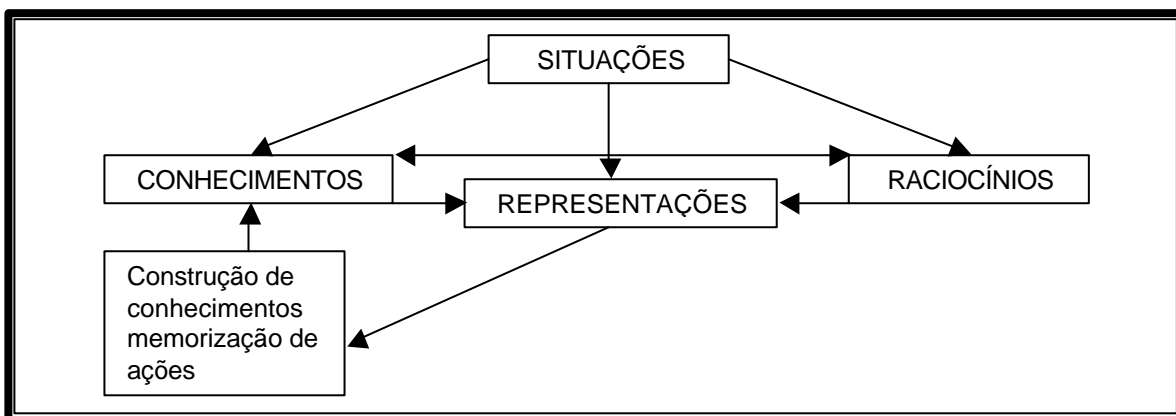 SITUAÇÕES
CONHECIMENTOS
RACIOCÍNIOS
REPRESENTAÇÕES
Construção de
conhecimentos
memorização de
ações